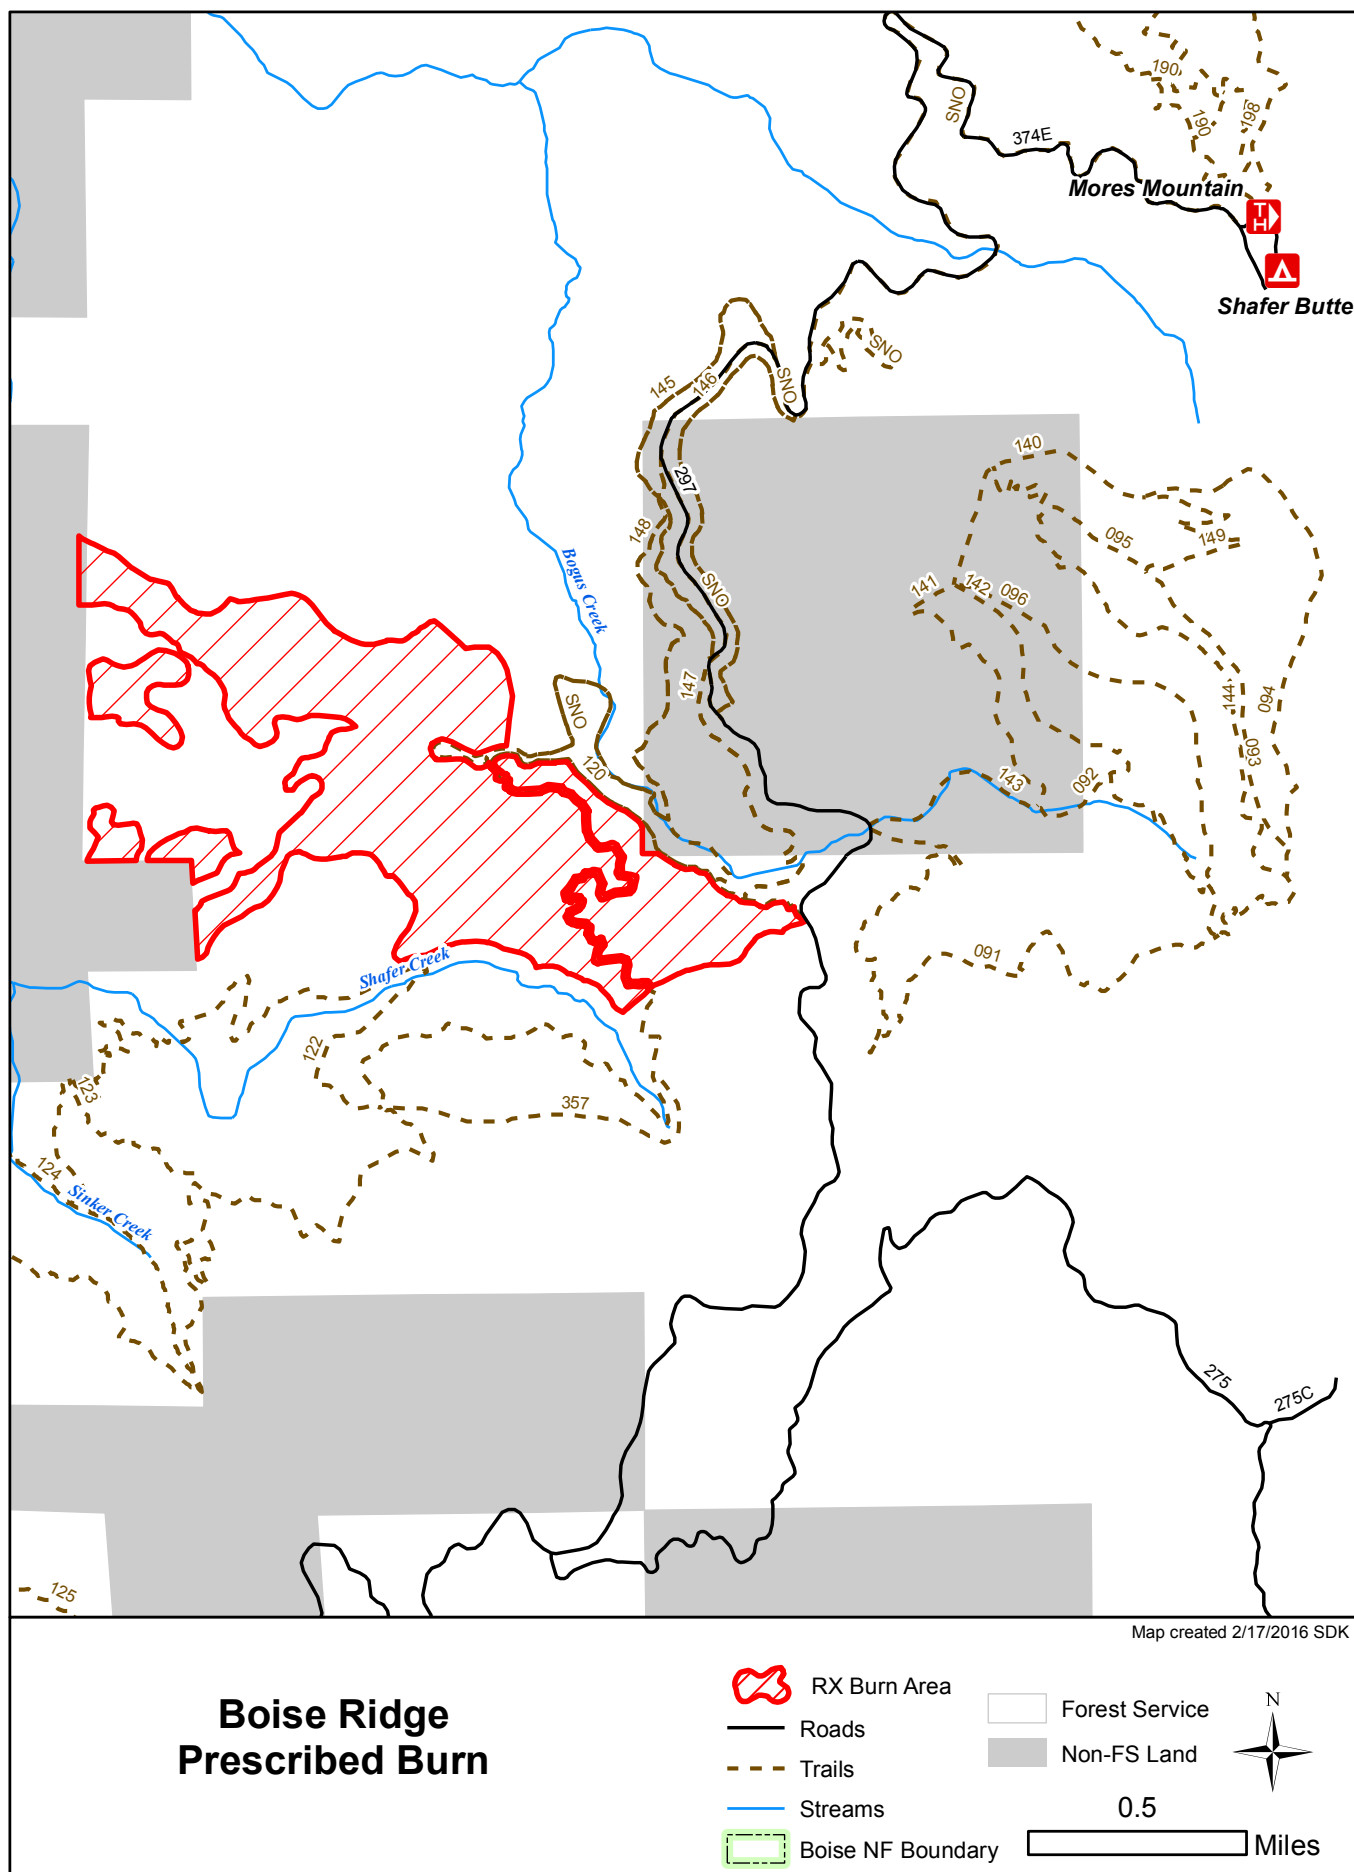 190
190
198
SNO
374E
Mores Mountain
TH
Shafer Butte
SNO
SNO
145
146
140
297
095
149
148
Bogus Creek
SNO
141
142
096
147
144
094
SNO
093
120
143
092
091
Shafer Creek
122
123
357
124
Sinker Creek
275
275C
125
Map created 2/17/2016 SDK
Boise Ridge
Prescribed Burn
RX Burn Area
Roads
Trails
Streams
Boise NF Boundary
Forest Service
Non-FS Land
N
0.5
Miles